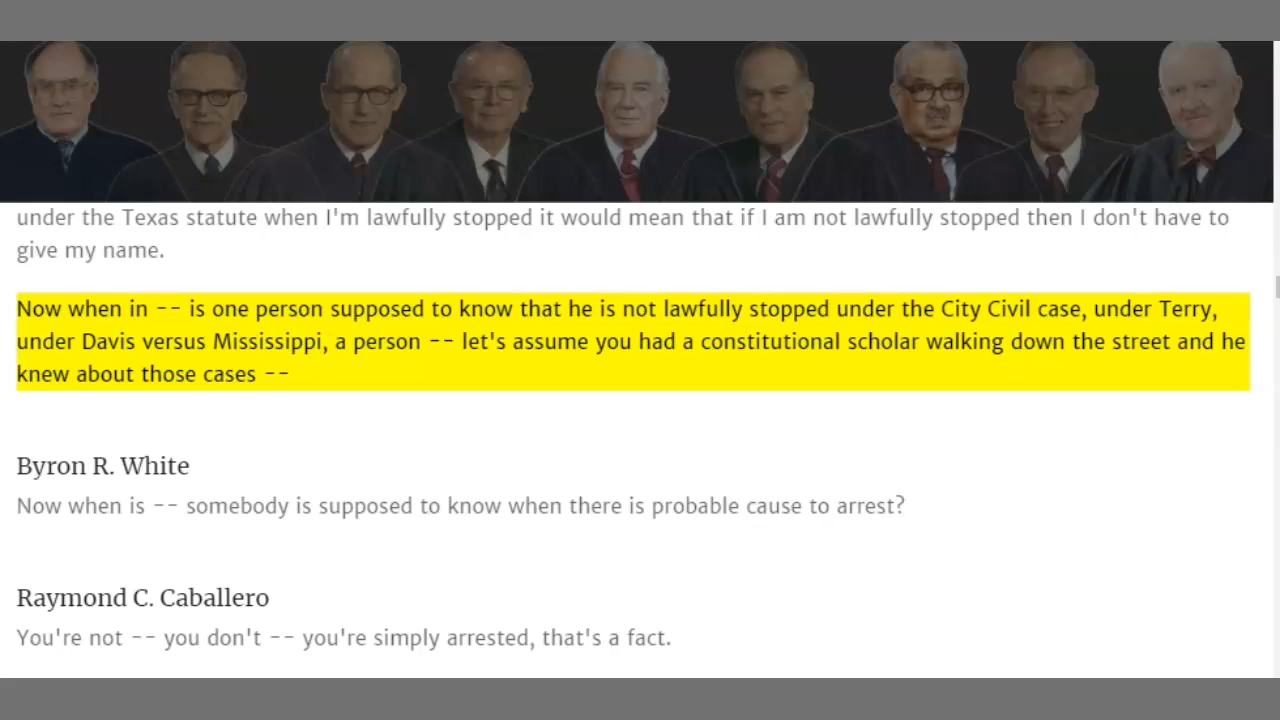 under the Texas statute when I'm lawfully stopped it would mean that if I am not lawfully stopped then I don't have to
give my name.
Now when in -- is one person supposed to know that he is not lawfully stopped under the City Civil case, under Terry,
under Davis versus Mississippi, a person -- let's assume you had a constitutional scholar walking down the street and he
knew about those cases --
Byron R. White
Now when is -- somebody is supposed to know when there is probable cause to arrest?
Raymond C. Caballero
You're not -- you don't -- you're simply arrested, that's a fact.